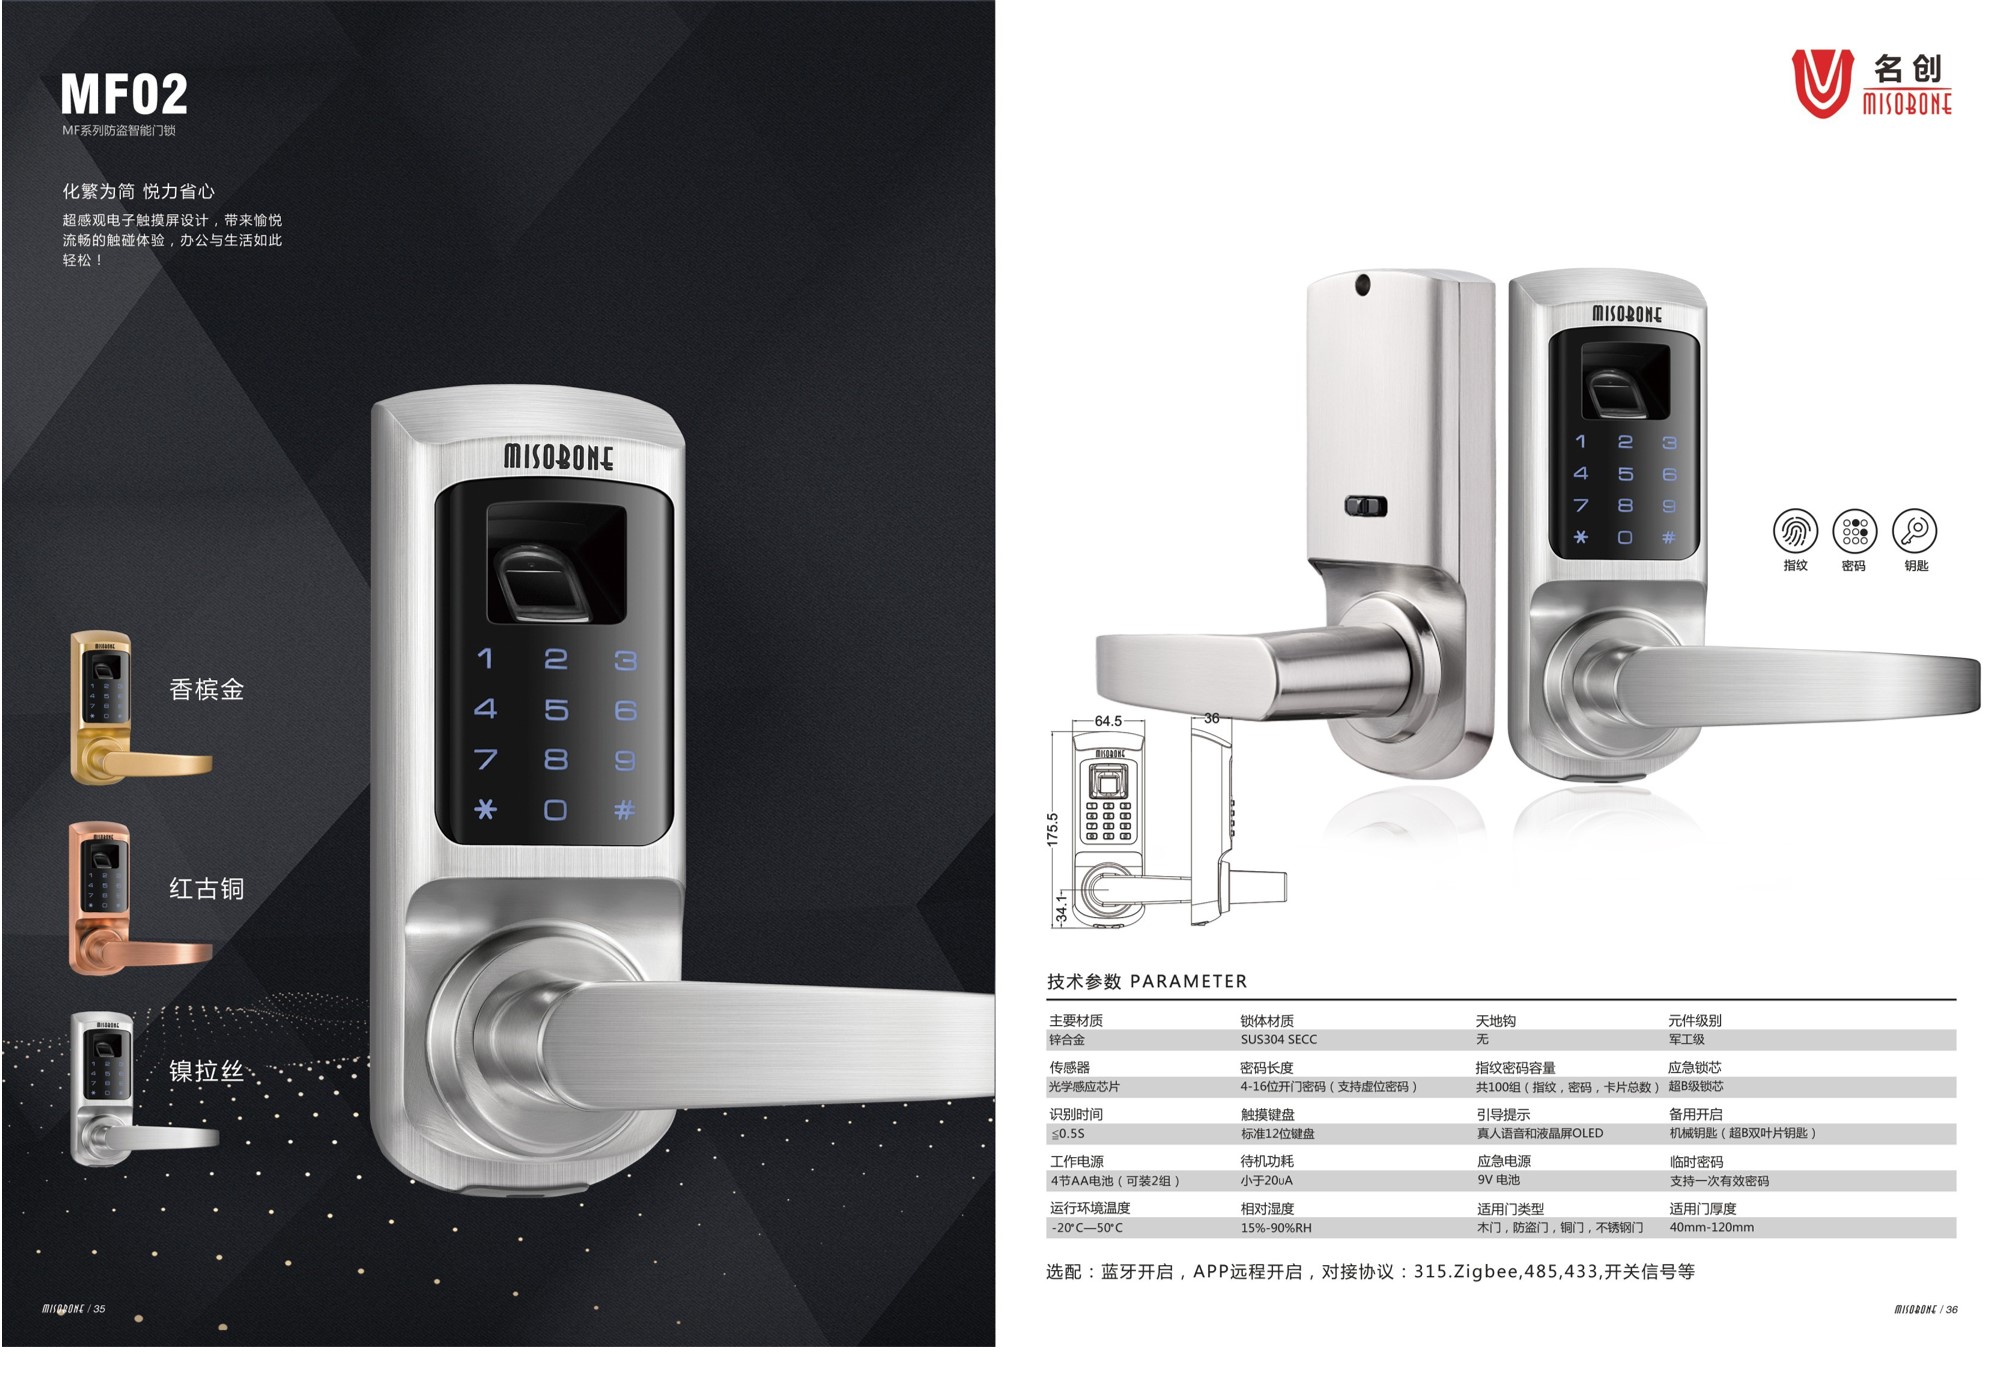 MF02
MF系列防盗智能门锁
化繁为简 悦力省心
超感观电子触摸屏设计，带来愉悦
流畅的触碰体验，办公与生活如此
轻松！
MISOBONE
1 2 3
4 5 6
7 8 9
* 0 #
MISOBONE
香槟金
MISOBONE
红古铜
MISOBONE
镍拉丝
MISOBONE / 35
名创
MISOBONE
MISOBONE
1 2 3
4 5 6
7 8 9
* 0 #
指纹 密码 钥匙
64.5 36
MISOBONE
175.5
34.1
技术参数 PARAMETER
主要材质 锁体材质 天地钩 元件级别
锌合金 SUS304 SECC 无 军工级
传感器 密码长度 指纹密码容量 应急锁芯
光学感应芯片 4-16位开门密码（支持虚位密码） 共100组（指纹，密码，卡片总数） 超B级锁芯
识别时间 触摸键盘 引导提示 备用开启
≦0.5S 标准12位键盘 真人语音和液晶屏OLED 机械钥匙（超B双叶片钥匙）
工作电源 待机功耗 应急电源 临时密码
4节AA电池（可装2组） 小于20uA 9V 电池 支持一次有效密码
运行环境温度 相对湿度 适用门类型 适用门厚度
-20°C—50°C 15%-90%RH 木门，防盗门，铜门，不锈钢门 40mm-120mm
选配：蓝牙开启，APP远程开启，对接协议：315.Zigbee,485,433,开关信号等
MISOBONE / 36